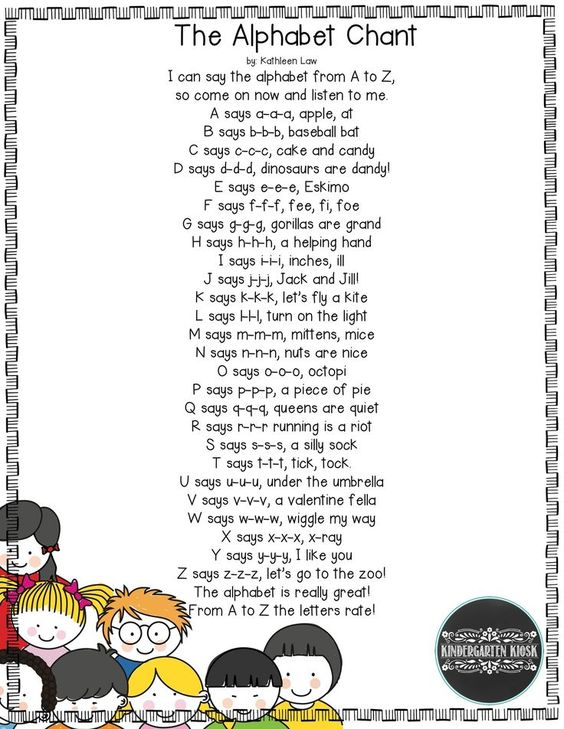 The Alphabet Chant
by: Kathleen Law
I can say the alphabet from A to Z,
so come on now and listen to me.
A says a-a-a, apple, at
B says b-b-b, baseball bat
C says c-c-c, cake and candy
D says d-d-d, dinosaurs are dandy!
E says e-e-e, Eskimo
F says f-f-f, fee, fi, foe
G says g-g-g, gorillas are grand
H says h-h-h, a helping hand
I says i-i-i, inches, ill
J says j-j-j, Jack and Jill!
K says k-k-k, let's fly a kite
L says l-l-l, turn on the light
M says m-m-m, mittens, mice
N says n-n-n, nuts are nice
O says o-o-o, octopi
P says p-p-p, a piece of pie
Q says q-q-q, queens are quiet
R says r-r-r running is a riot
S says s-s-s, a silly sock
T says t-t-t, tick, tock.
U says u-u-u, under the umbrella
V says v-v-v, a valentine fella
W says w-w-w, wiggle my way
X says x-x-x, x-ray
Y says y-y-y, I like you
Z says z-z-z, let's go to the zoo!
The alphabet is really great!
From A to Z the letters rate!
KINDERGARTEN KIOSK